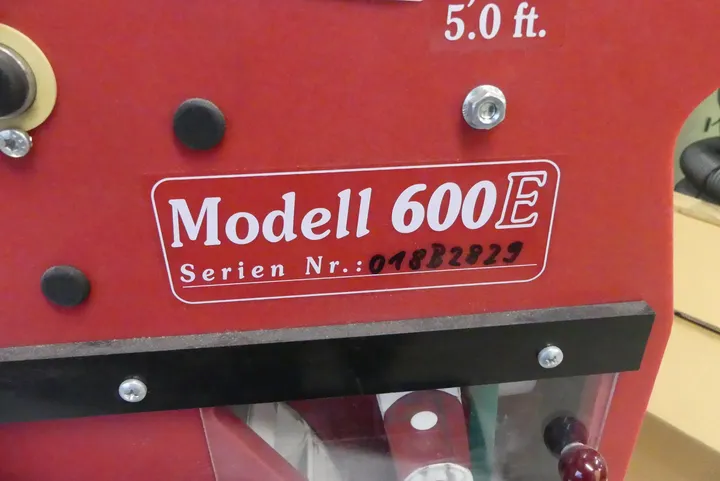 5.0 ft.
Modell 600E
Serien Nr.: 018B2829